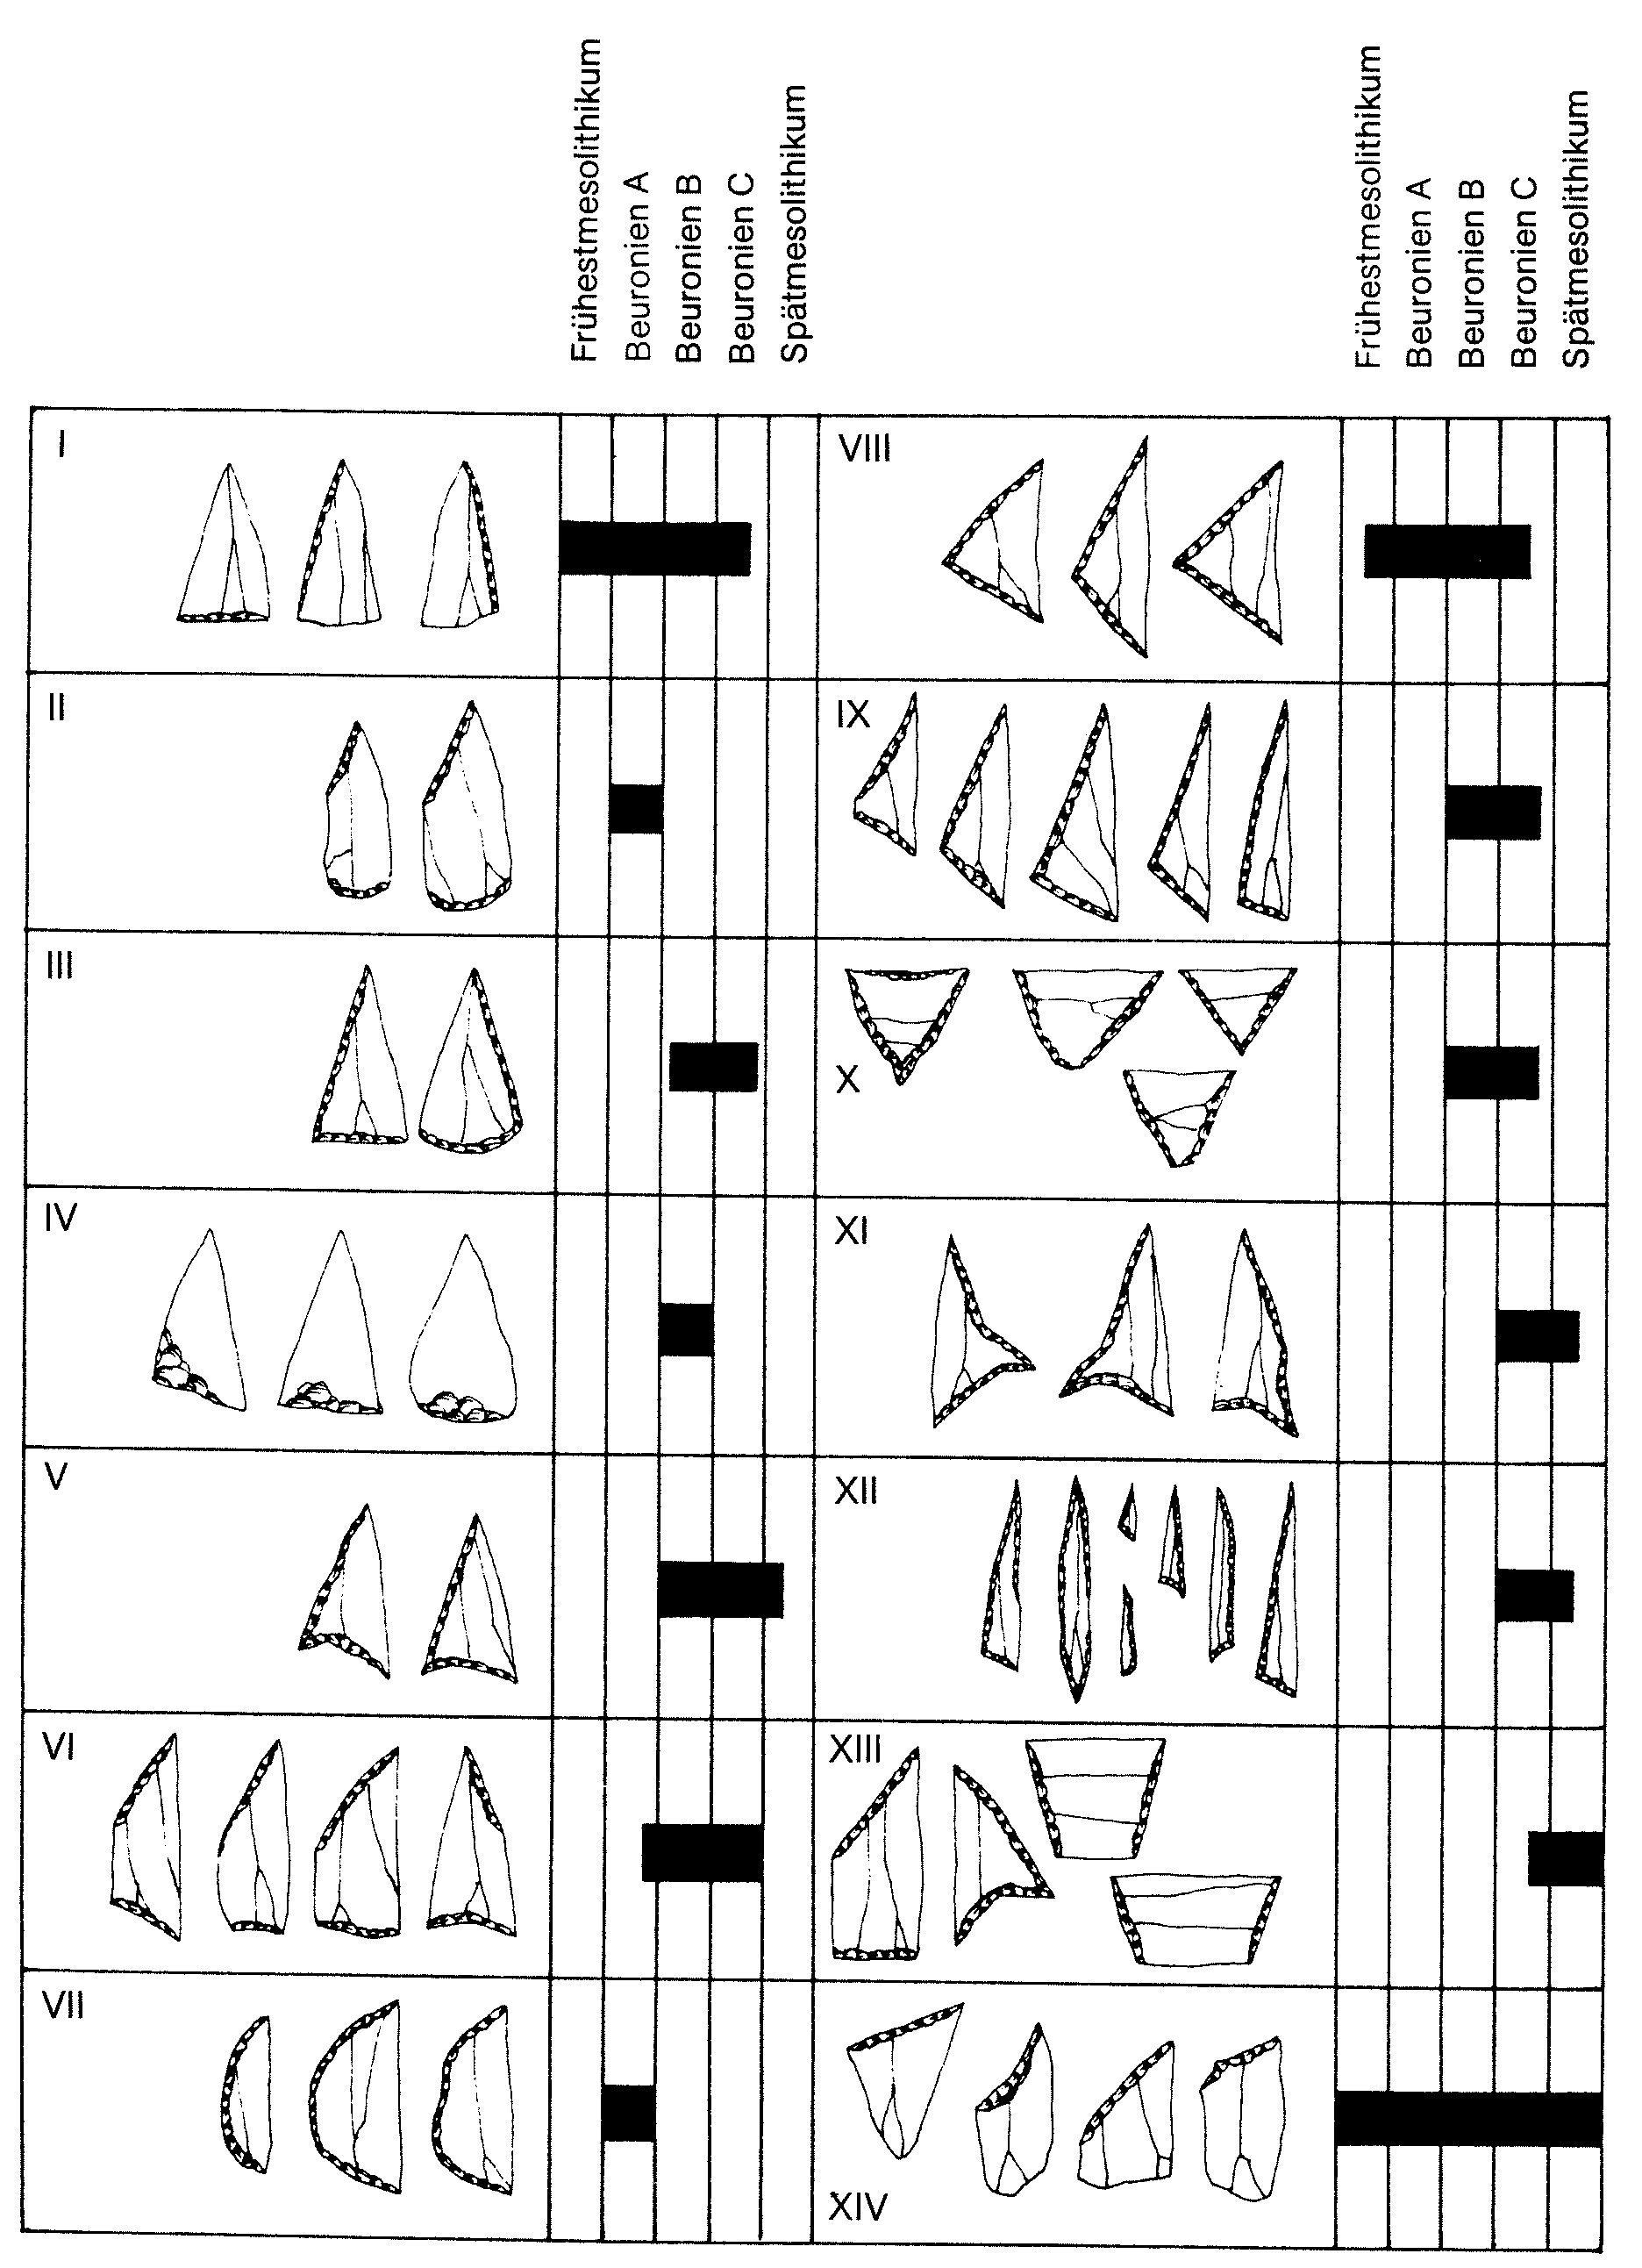 Frühestmesolithikum
Beuronien A
Beuronien B
Beuronien C
Spätmesolithikum
Frühestmesolithikum
Beuronien A
Beuronien B
Beuronien C
Spätmesolithikum
I
II
III
IV
V
VI
VII
VIII
IX
X
XI
XII
XIII
XIV